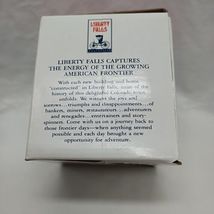 LIBERTY
FALLS
LIBERTY FALLS CAPTURES
THE ENERGY OF THE GROWING
AMERICAN FRONTIER
With each new building and home
"constructed" in Liberty Falls, more of the
history of this delightful Colorado town
unfolds. We witness the joys and
sorrows...triumphs and disappointments...of
bankers, miners, restaurateurs...adventurers
and renegades...entertainers and story-
spinners. Come with us on a journey back to
those frontier days—when anything seemed
possible and each day brought a new
opportunity for adventure.